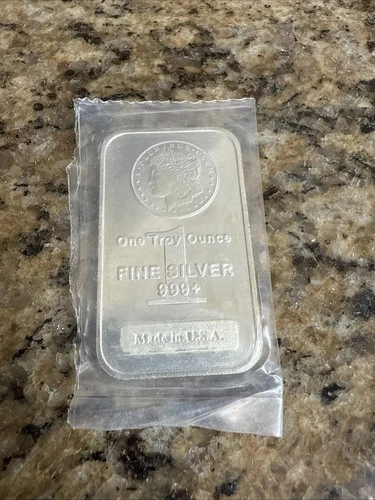 One Troy Ounce
1
FINE SILVER
999+
Made in U.S.A.